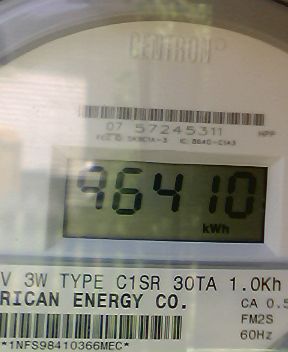 CENTRON®
07 57245311 HPP
96410
kWh
V 3W TYPE C1SR 30TA 1.0Kh
RICAN ENERGY CO.
CA 0.5
FM2S
60Hz
*1NFS98410366MEC*